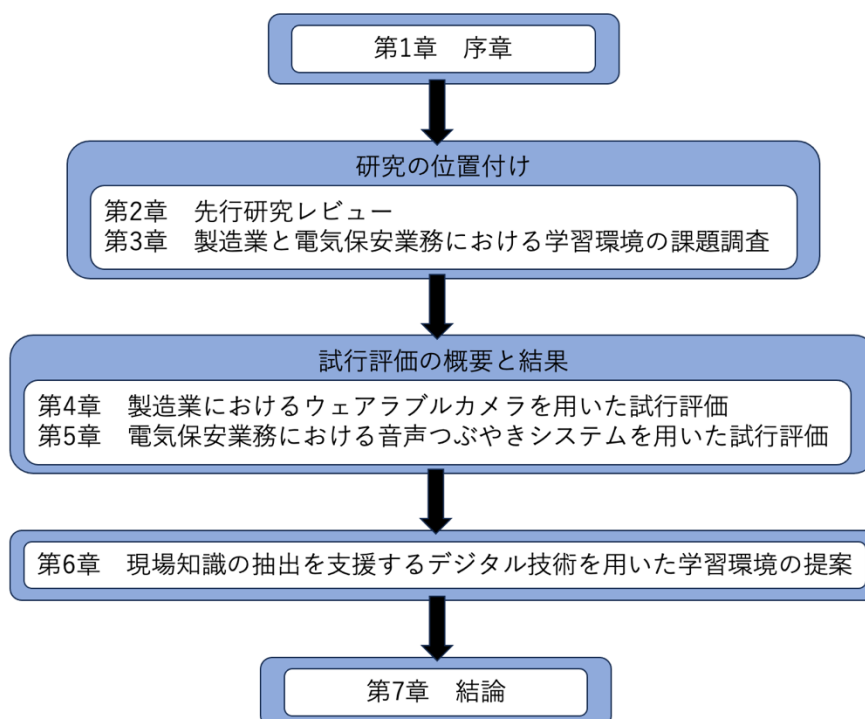 第1章　序章
研究の位置付け
第2章　先行研究レビュー
第3章　製造業と電気保安業務における学習環境の課題調査
試行評価の概要と結果
第4章　製造業におけるウェアラブルカメラを用いた試行評価
第5章　電気保安業務における音声つぶやきシステムを用いた試行評価
第6章　現場知識の抽出を支援するデジタル技術を用いた学習環境の提案
第7章　結論